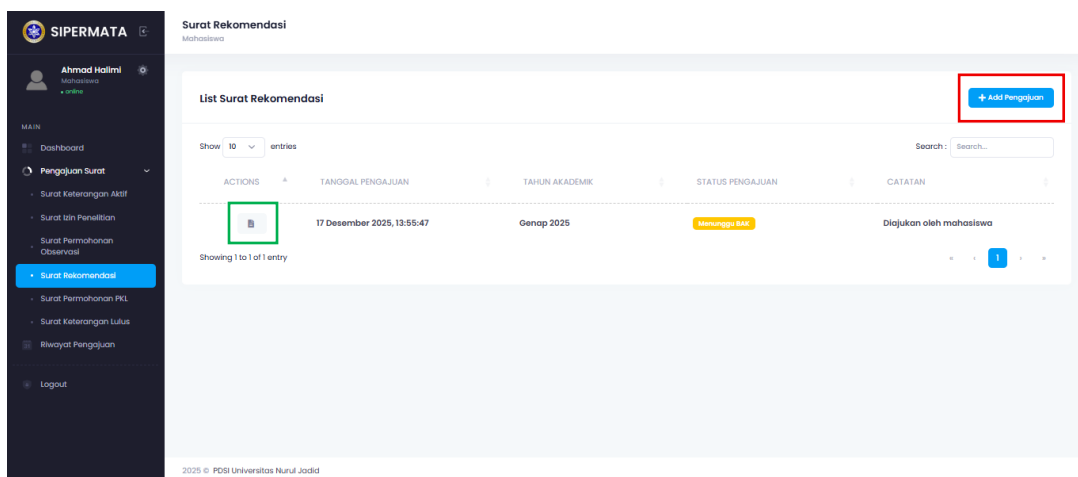 SIPERMATA
Ahmad Halimi
Mahasiswa
• online
MAIN
Dashboard
Pengajuan Surat
Surat Keterangan Aktif
Surat Izin Penelitian
Surat Permohonan
Observasi
Surat Rekomendasi
Surat Permohonan PKL
Surat Keterangan Lulus
Riwayat Pengajuan
Logout
Surat Rekomendasi
Mahasiswa
List Surat Rekomendasi
+ Add Pengajuan
Show 10 entries
Search : Search...
ACTIONS TANGGAL PENGAJUAN TAHUN AKADEMIK STATUS PENGAJUAN CATATAN
17 Desember 2025, 13:55:47 Genap 2025 Menunggu BAK Diajukan oleh mahasiswa
Showing 1 to 1 of 1 entry
« ‹ 1 › »
2025 © PDSI Universitas Nurul Jadid